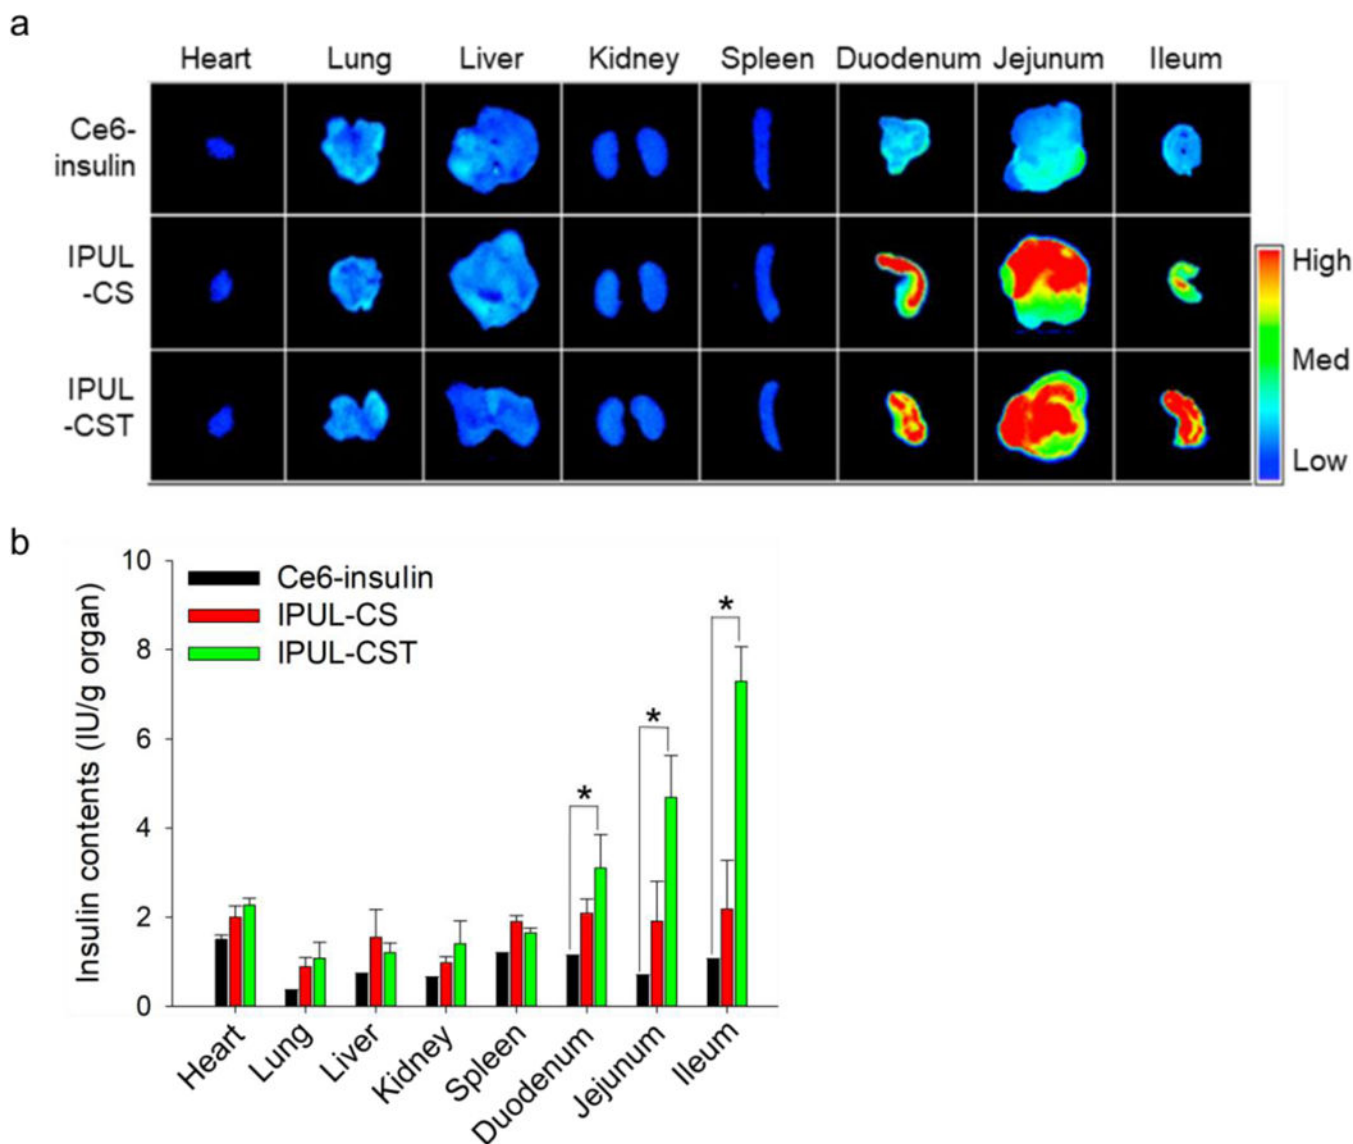 a
Heart Lung Liver Kidney Spleen Duodenum Jejunum Ileum
Ce6-
insulin
IPUL
-CS
IPUL
-CST
High
Med
Low
b
Insulin contents (IU/g organ)
10
8
6
4
2
0
Ce6-insulin
IPUL-CS
IPUL-CST
*
*
*
Heart
Lung
Liver
Kidney
Spleen
Duodenum
Jejunum
Ileum